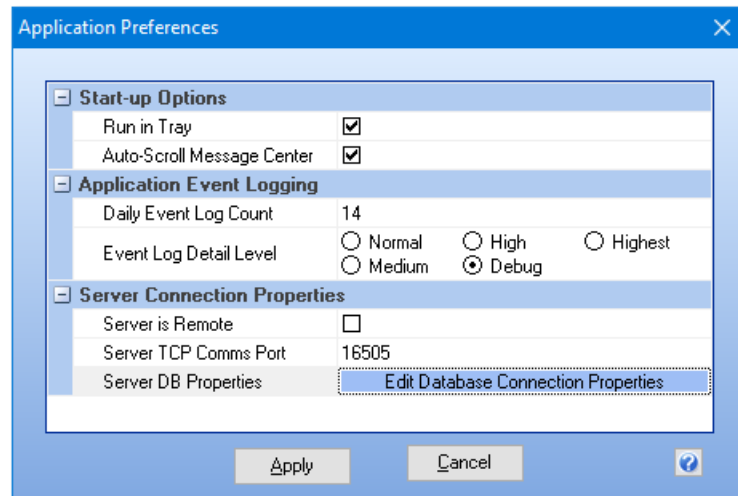 Application Preferences
Start-up Options
Run in Tray
Auto-Scroll Message Center
Application Event Logging
Daily Event Log Count 14
Event Log Detail Level Normal High Highest
Medium Debug
Server Connection Properties
Server is Remote
Server TCP Comms Port 16505
Server DB Properties Edit Database Connection Properties
Apply Cancel ?